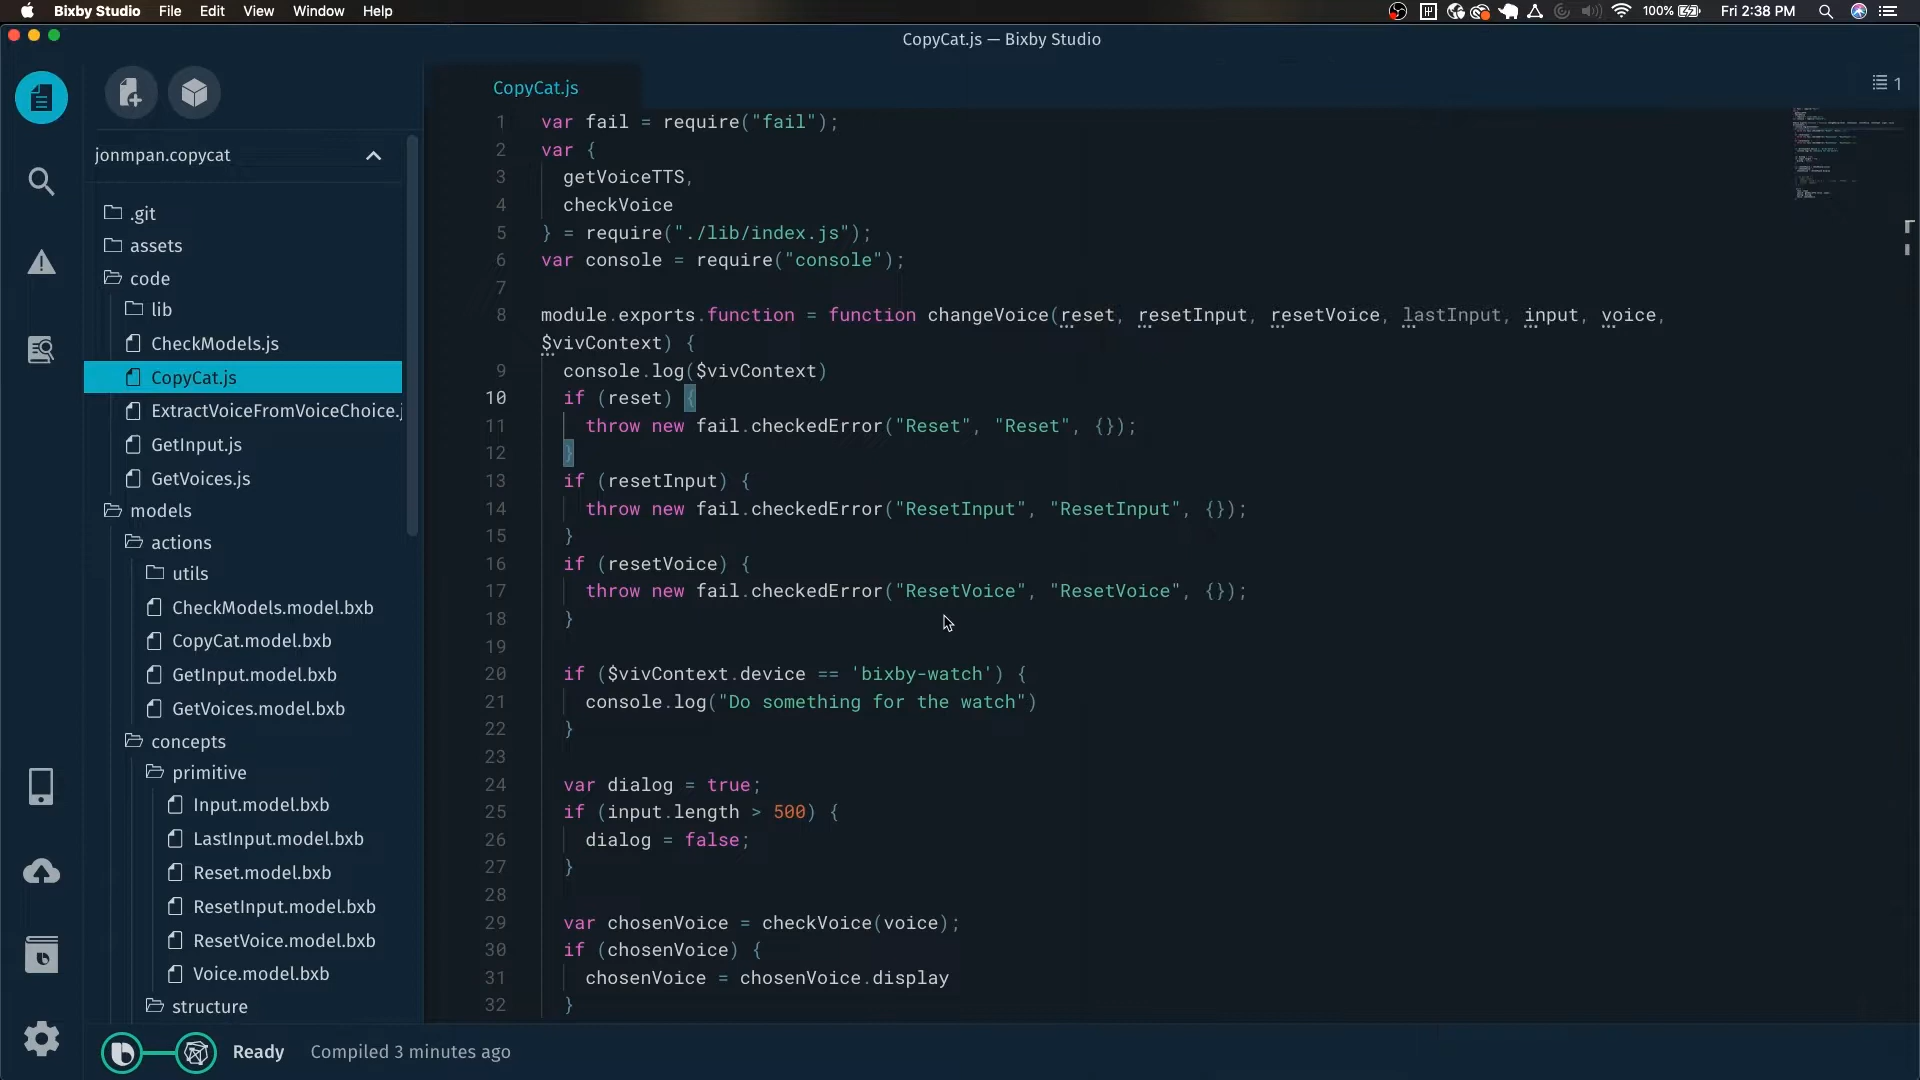 Bixby Studio File Edit View Window Help 100% Fri 2:38 PM
CopyCat.js — Bixby Studio
jonmpan.copycat
.git
assets
code
lib
CheckModels.js
CopyCat.js
ExtractVoiceFromVoiceChoice.j
GetInput.js
GetVoices.js
models
actions
utils
CheckModels.model.bxb
CopyCat.model.bxb
GetInput.model.bxb
GetVoices.model.bxb
concepts
primitive
Input.model.bxb
LastInput.model.bxb
Reset.model.bxb
ResetInput.model.bxb
ResetVoice.model.bxb
Voice.model.bxb
structure
CopyCat.js 1
1 var fail = require("fail");
2 var {
3 getVoiceTTS,
4 checkVoice
5 } = require("./lib/index.js");
6 var console = require("console");
7
8 module.exports.function = function changeVoice(reset, resetInput, resetVoice, lastInput, input, voice,
$vivContext) {
9 console.log($vivContext)
10 if (reset) {
11 throw new fail.checkedError("Reset", "Reset", {});
12 }
13 if (resetInput) {
14 throw new fail.checkedError("ResetInput", "ResetInput", {});
15 }
16 if (resetVoice) {
17 throw new fail.checkedError("ResetVoice", "ResetVoice", {});
18 }
19
20 if ($vivContext.device == 'bixby-watch') {
21 console.log("Do something for the watch")
22 }
23
24 var dialog = true;
25 if (input.length > 500) {
26 dialog = false;
27 }
28
29 var chosenVoice = checkVoice(voice);
30 if (chosenVoice) {
31 chosenVoice = chosenVoice.display
32 }
Ready Compiled 3 minutes ago